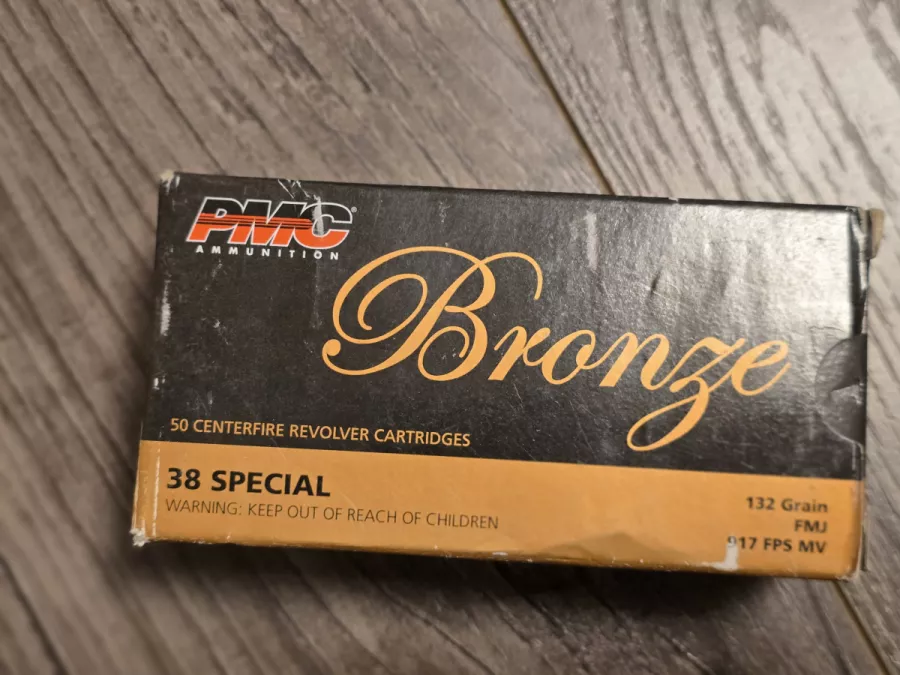 PMC®
AMMUNITION
Bronze
50 CENTERFIRE REVOLVER CARTRIDGES
38 SPECIAL
WARNING: KEEP OUT OF REACH OF CHILDREN
132 Grain
FMJ
917 FPS MV